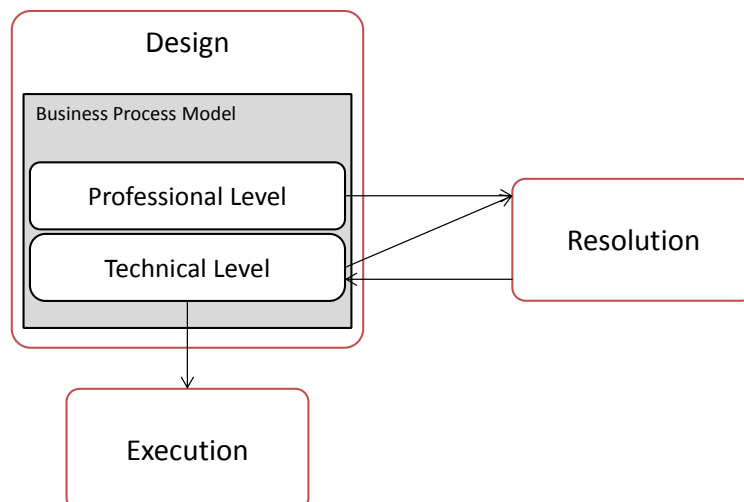 Design
Business Process Model
Professional Level
Technical Level
Resolution
Execution